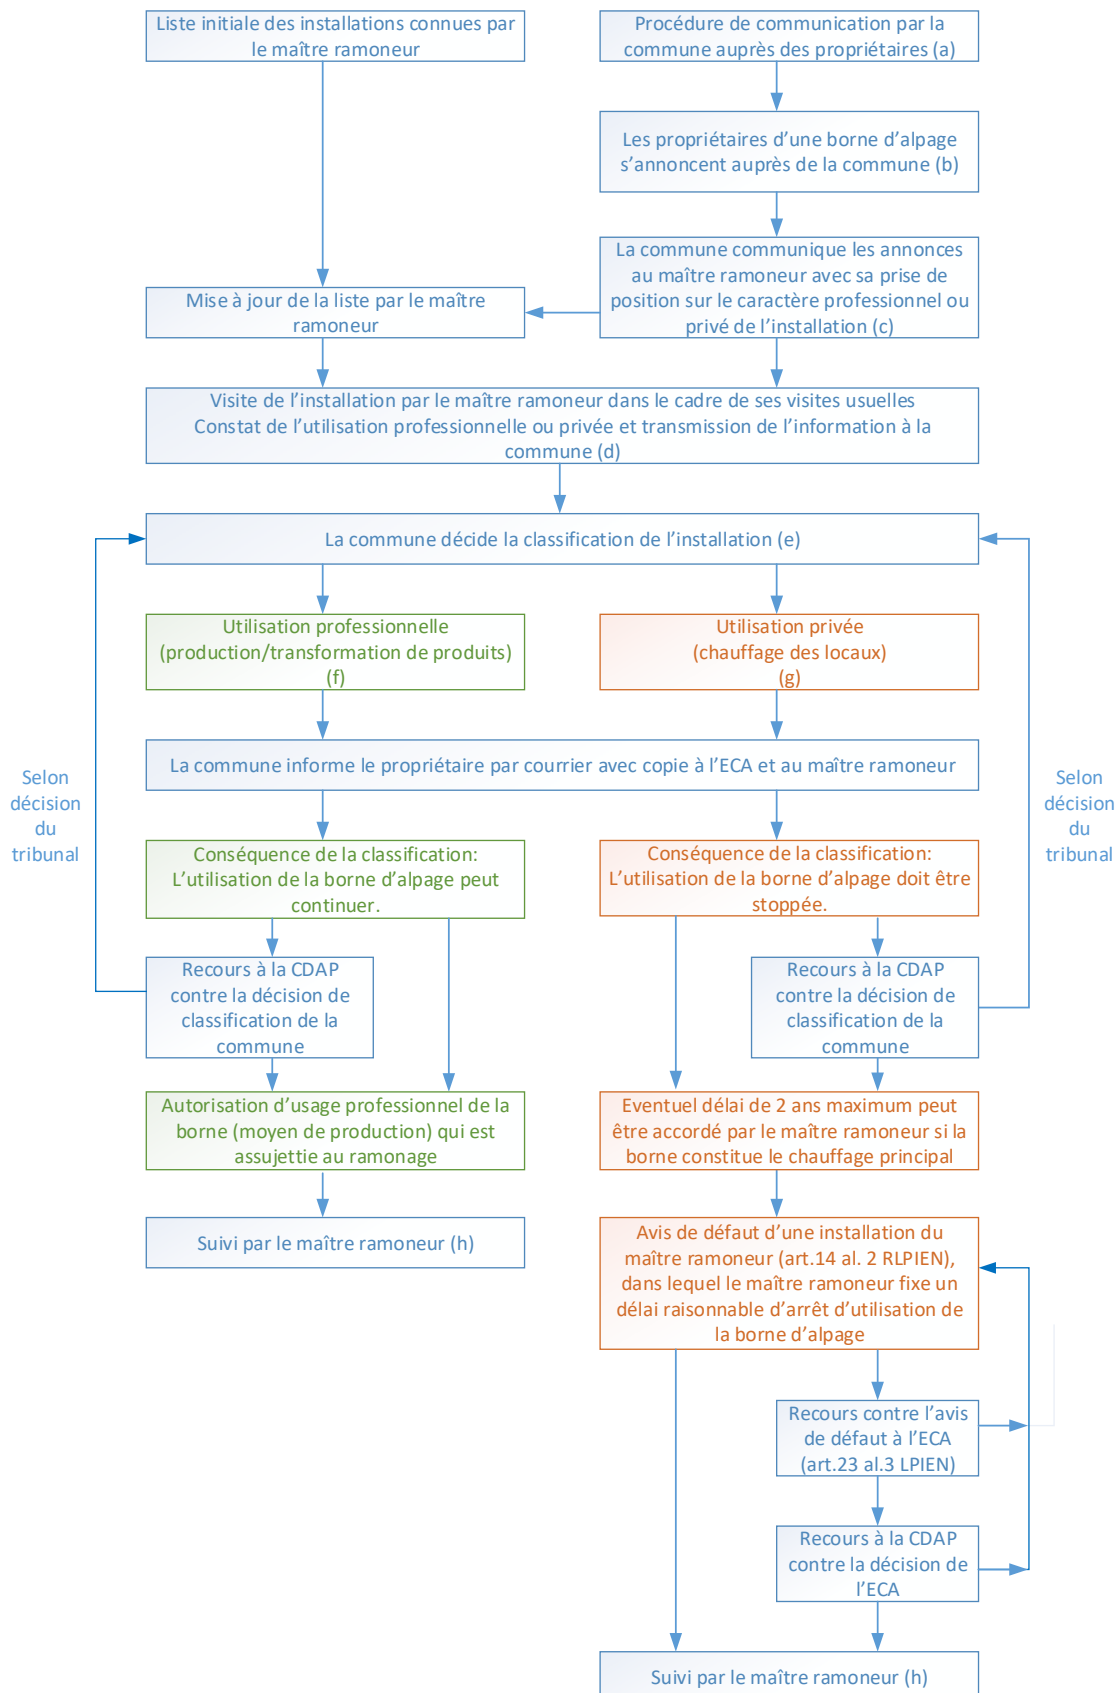 Liste initiale des installations connues par
le maître ramoneur
Procédure de communication par la
commune auprès des propriétaires (a)
Les propriétaires d'une borne d'alpage
s'annoncent auprès de la commune (b)
La commune communique les annonces
au maître ramoneur avec sa prise de
position sur le caractère professionnel ou
privé de l'installation (c)
Mise à jour de la liste par le maître
ramoneur
Visite de l'installation par le maître ramoneur dans le cadre de ses visites usuelles
Constat de l'utilisation professionnelle ou privée et transmission de l'information à la
commune (d)
La commune décide la classification de l'installation (e)
Utilisation professionnelle
(production/transformation de produits)
(f)
Utilisation privée
(chauffage des locaux)
(g)
La commune informe le propriétaire par courrier avec copie à l'ECA et au maître ramoneur
Selon
décision
du
tribunal
Selon
décision
du
tribunal
Conséquence de la classification:
L'utilisation de la borne d'alpage peut
continuer.
Conséquence de la classification:
L'utilisation de la borne d'alpage doit être
stoppée.
Recours à la CDAP
contre la décision de
classification de la
commune
Recours à la CDAP
contre la décision de
classification de la
commune
Autorisation d'usage professionnel de la
borne (moyen de production) qui est
assujettie au ramonage
Eventuel délai de 2 ans maximum peut
être accordé par le maître ramoneur si la
borne constitue le chauffage principal
Suivi par le maître ramoneur (h)
Avis de défaut d'une installation du
maître ramoneur (art.14 al. 2 RLPIEN),
dans lequel le maître ramoneur fixe un
délai raisonnable d'arrêt d'utilisation de
la borne d'alpage
Recours contre l'avis
de défaut à l'ECA
(art.23 al.3 LPIEN)
Recours à la CDAP
contre la décision de
l'ECA
Suivi par le maître ramoneur (h)